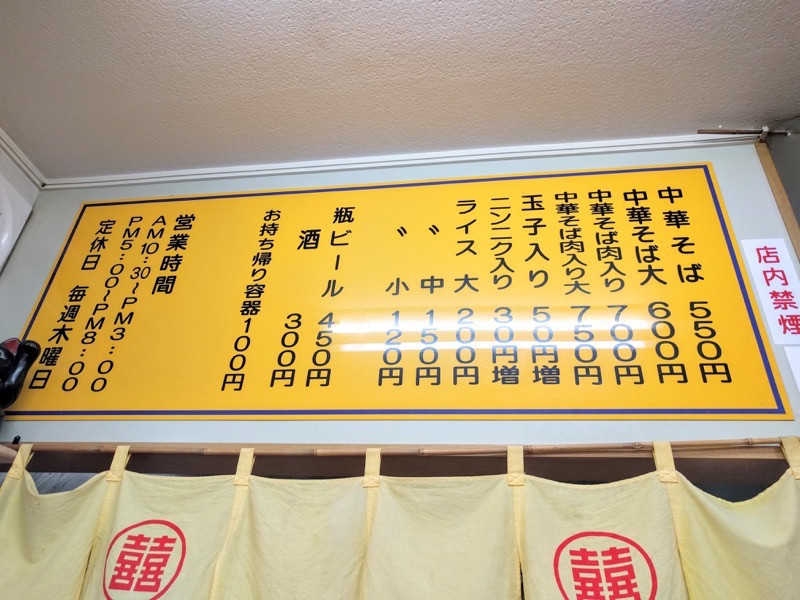 中華そば 550円
中華そば大 600円
中華そば肉入り 700円
中華そば肉入り大 750円
玉子入り 50円増
ニンニク入り 30円増
ライス 大 200円
〃 中 150円
〃 小 120円
瓶ビール 450円
酒 300円
お持ち帰り容器100円
営業時間
AM10:30~PM3:00
PM5:00~PM8:00
定休日 毎週木曜日
店内禁煙
囍
囍